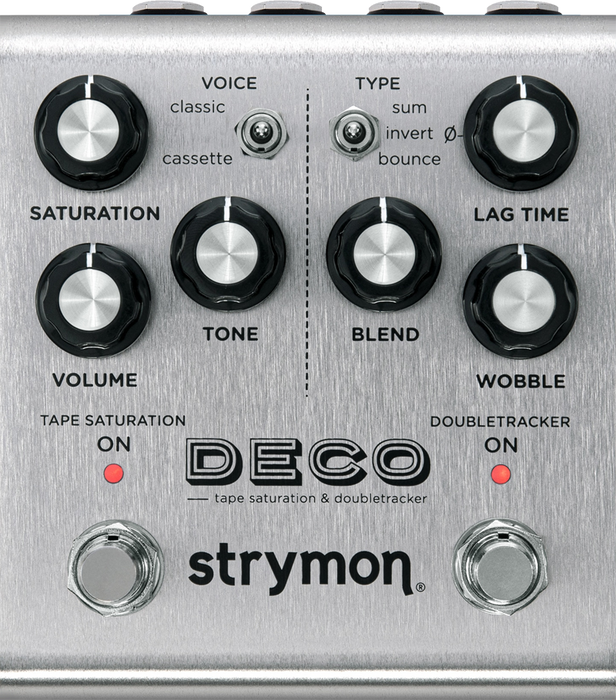 VOICE
classic
cassette
TYPE
sum
invert Ø
bounce
SATURATION
LAG TIME
TONE
BLEND
VOLUME
WOBBLE
TAPE SATURATION
ON
DOUBLETRACKER
ON
DECO
tape saturation & doubletracker
strymon®